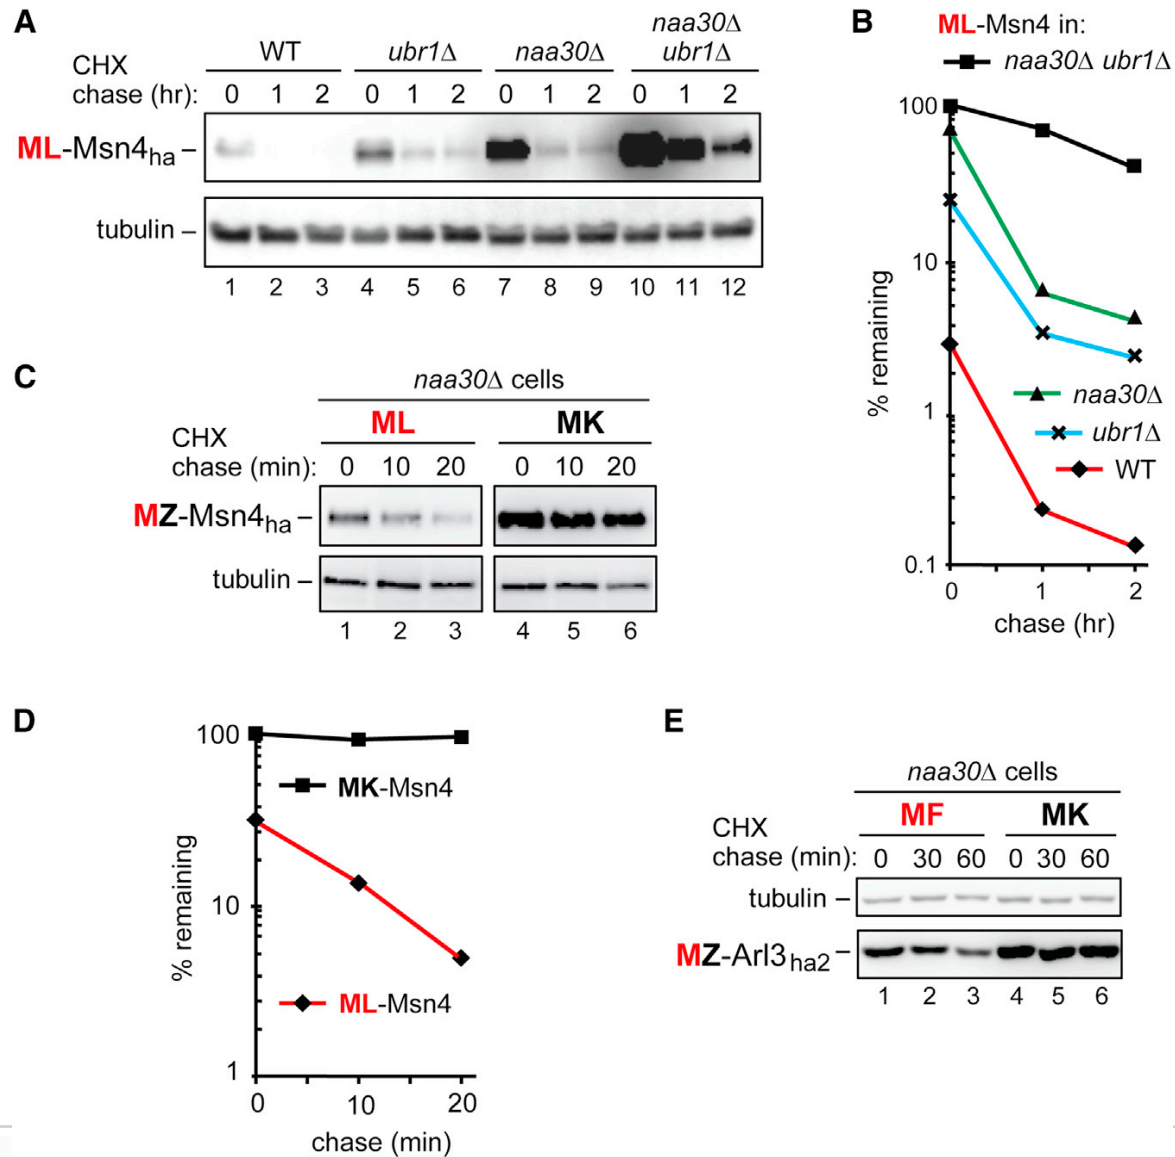 A
WT
ubr1Δ
naa30Δ
naa30Δ
ubr1Δ
CHX
chase (hr):
0 1 2 0 1 2 0 1 2 0 1 2
ML-Msn4ha –
tubulin –
1 2 3 4 5 6 7 8 9 10 11 12
B
ML-Msn4 in:
naa30Δ ubr1Δ
100
10
1
0.1
% remaining
naa30Δ
ubr1Δ
WT
0 1 2
chase (hr)
C
naa30Δ cells
ML MK
CHX
chase (min):
0 10 20 0 10 20
MZ-Msn4ha –
tubulin –
1 2 3 4 5 6
D
100
10
1
% remaining
MK-Msn4
ML-Msn4
0 10 20
chase (min)
E
naa30Δ cells
MF MK
CHX
chase (min):
0 30 60 0 30 60
tubulin –
MZ-Arl3ha2 –
1 2 3 4 5 6